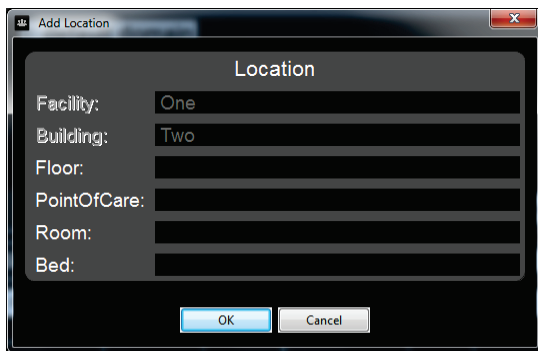 Add Location
Location
Facility: One
Building: Two
Floor:
PointOfCare:
Room:
Bed:
OK Cancel